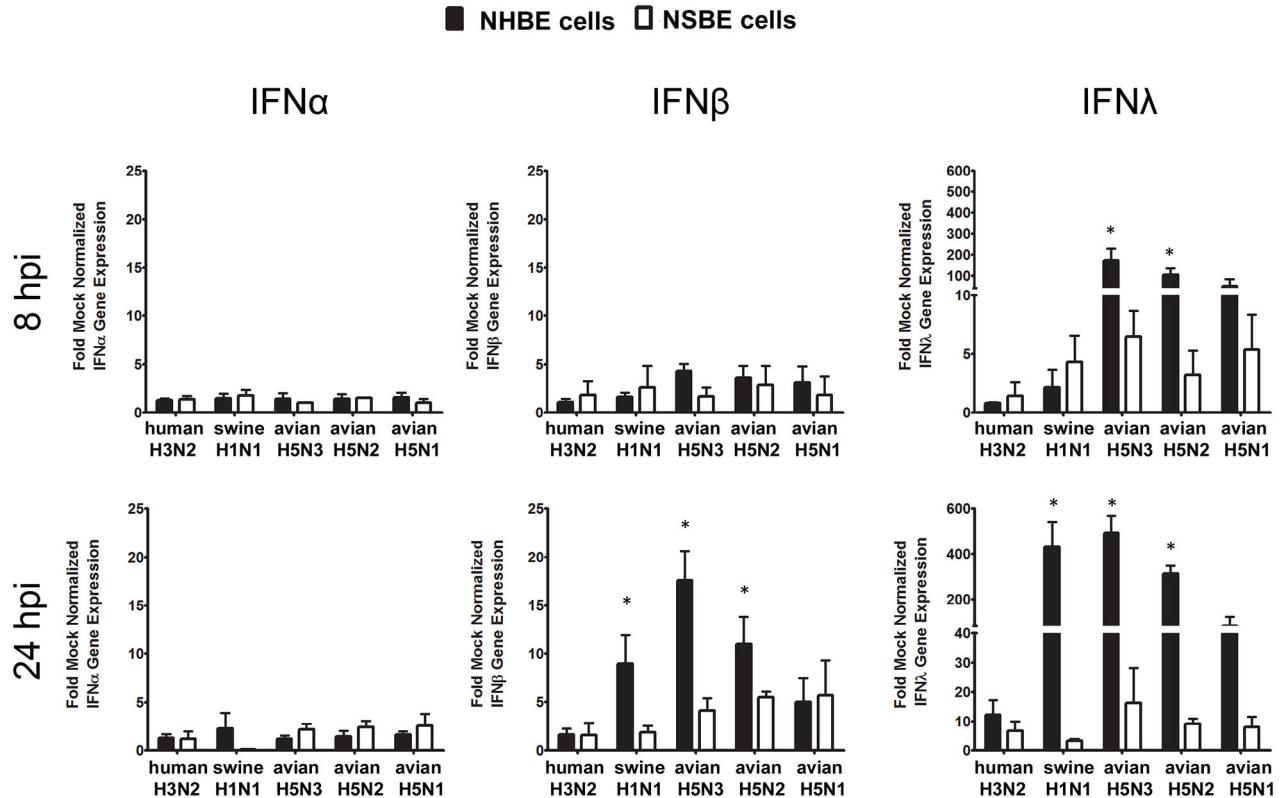 NHBE cells NSBE cells
IFNα IFNβ IFNλ
8 hpi
Fold Mock Normalized
IFNα Gene Expression
25
20
15
10
5
0
human swine avian avian avian
H3N2 H1N1 H5N3 H5N2 H5N1
Fold Mock Normalized
IFNβ Gene Expression
25
20
15
10
5
0
human swine avian avian avian
H3N2 H1N1 H5N3 H5N2 H5N1
Fold Mock Normalized
IFNλ Gene Expression
600
500
400
300
200
100
10
5
0
* *
human swine avian avian avian
H3N2 H1N1 H5N3 H5N2 H5N1
24 hpi
Fold Mock Normalized
IFNα Gene Expression
25
20
15
10
5
0
human swine avian avian avian
H3N2 H1N1 H5N3 H5N2 H5N1
Fold Mock Normalized
IFNβ Gene Expression
25
20
15
10
5
0
* * *
human swine avian avian avian
H3N2 H1N1 H5N3 H5N2 H5N1
Fold Mock Normalized
IFNλ Gene Expression
600
400
200
40
30
20
10
0
* * *
human swine avian avian avian
H3N2 H1N1 H5N3 H5N2 H5N1